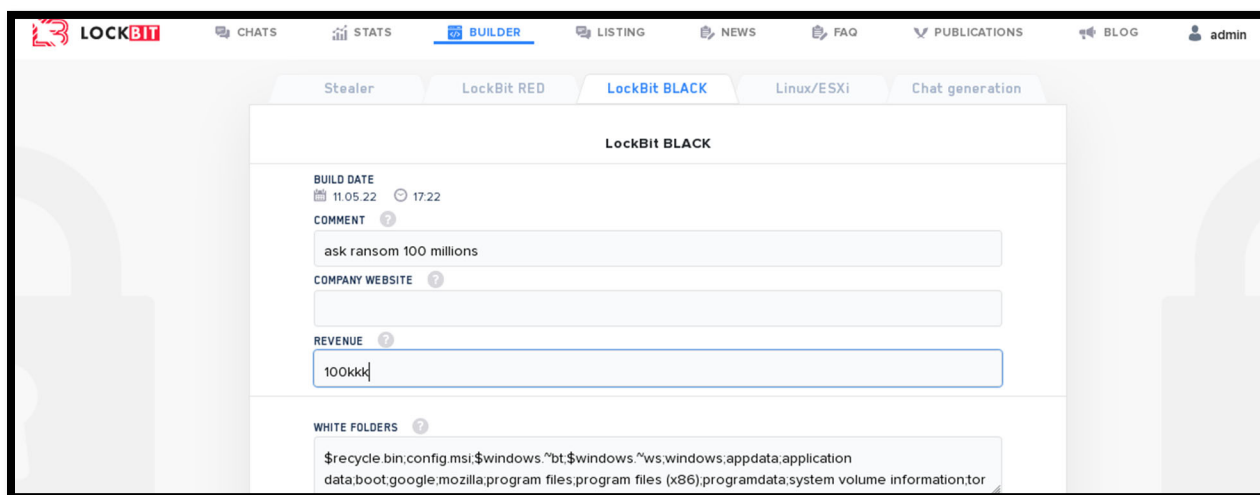 LOCKBIT
CHATS STATS BUILDER LISTING NEWS FAQ PUBLICATIONS BLOG admin
Stealer LockBit RED LockBit BLACK Linux/ESXi Chat generation
LockBit BLACK
BUILD DATE
11.05.22 17:22
COMMENT ?
ask ransom 100 millions
COMPANY WEBSITE ?
REVENUE ?
100kkk
WHITE FOLDERS ?
$recycle.bin;config.msi;$windows.~bt;$windows.~ws;windows;appdata;application
data;boot;google;mozilla;program files;program files (x86);programdata;system volume information;tor